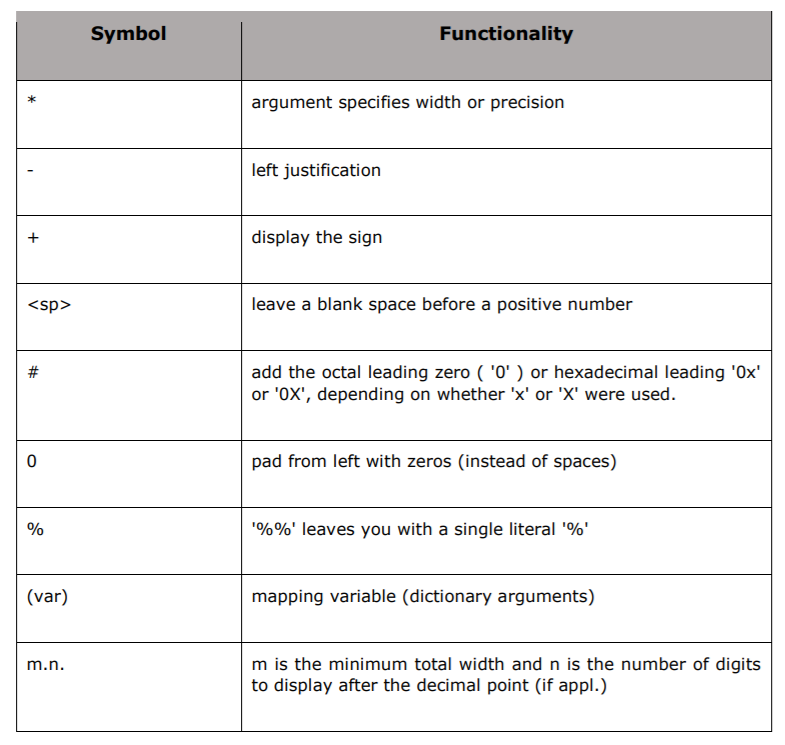 Symbol Functionality
* argument specifies width or precision
- left justification
+ display the sign
<sp> leave a blank space before a positive number
# add the octal leading zero ( '0' ) or hexadecimal leading '0x'
or '0X', depending on whether 'x' or 'X' were used.
0 pad from left with zeros (instead of spaces)
% '%%' leaves you with a single literal '%'
(var) mapping variable (dictionary arguments)
m.n. m is the minimum total width and n is the number of digits
to display after the decimal point (if appl.)